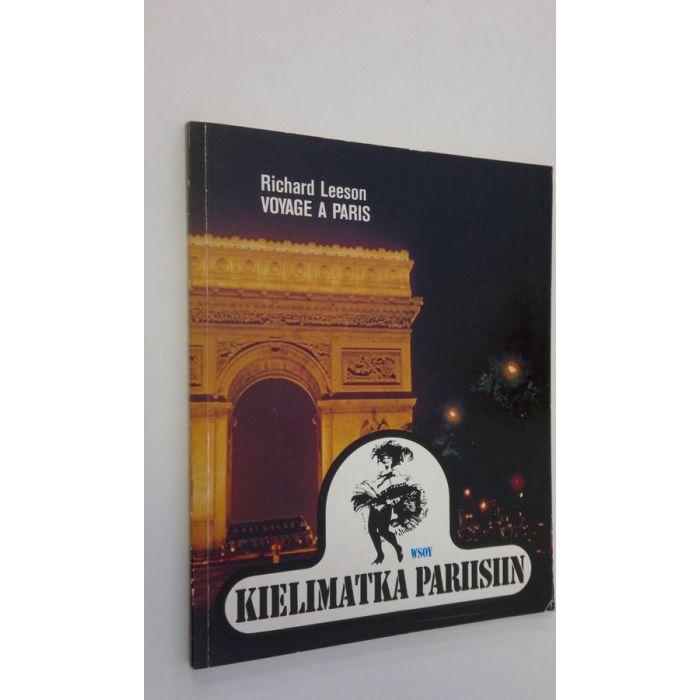 Richard Leeson
VOYAGE A PARIS
WSOY
KIELIMATKA PARIISIIN